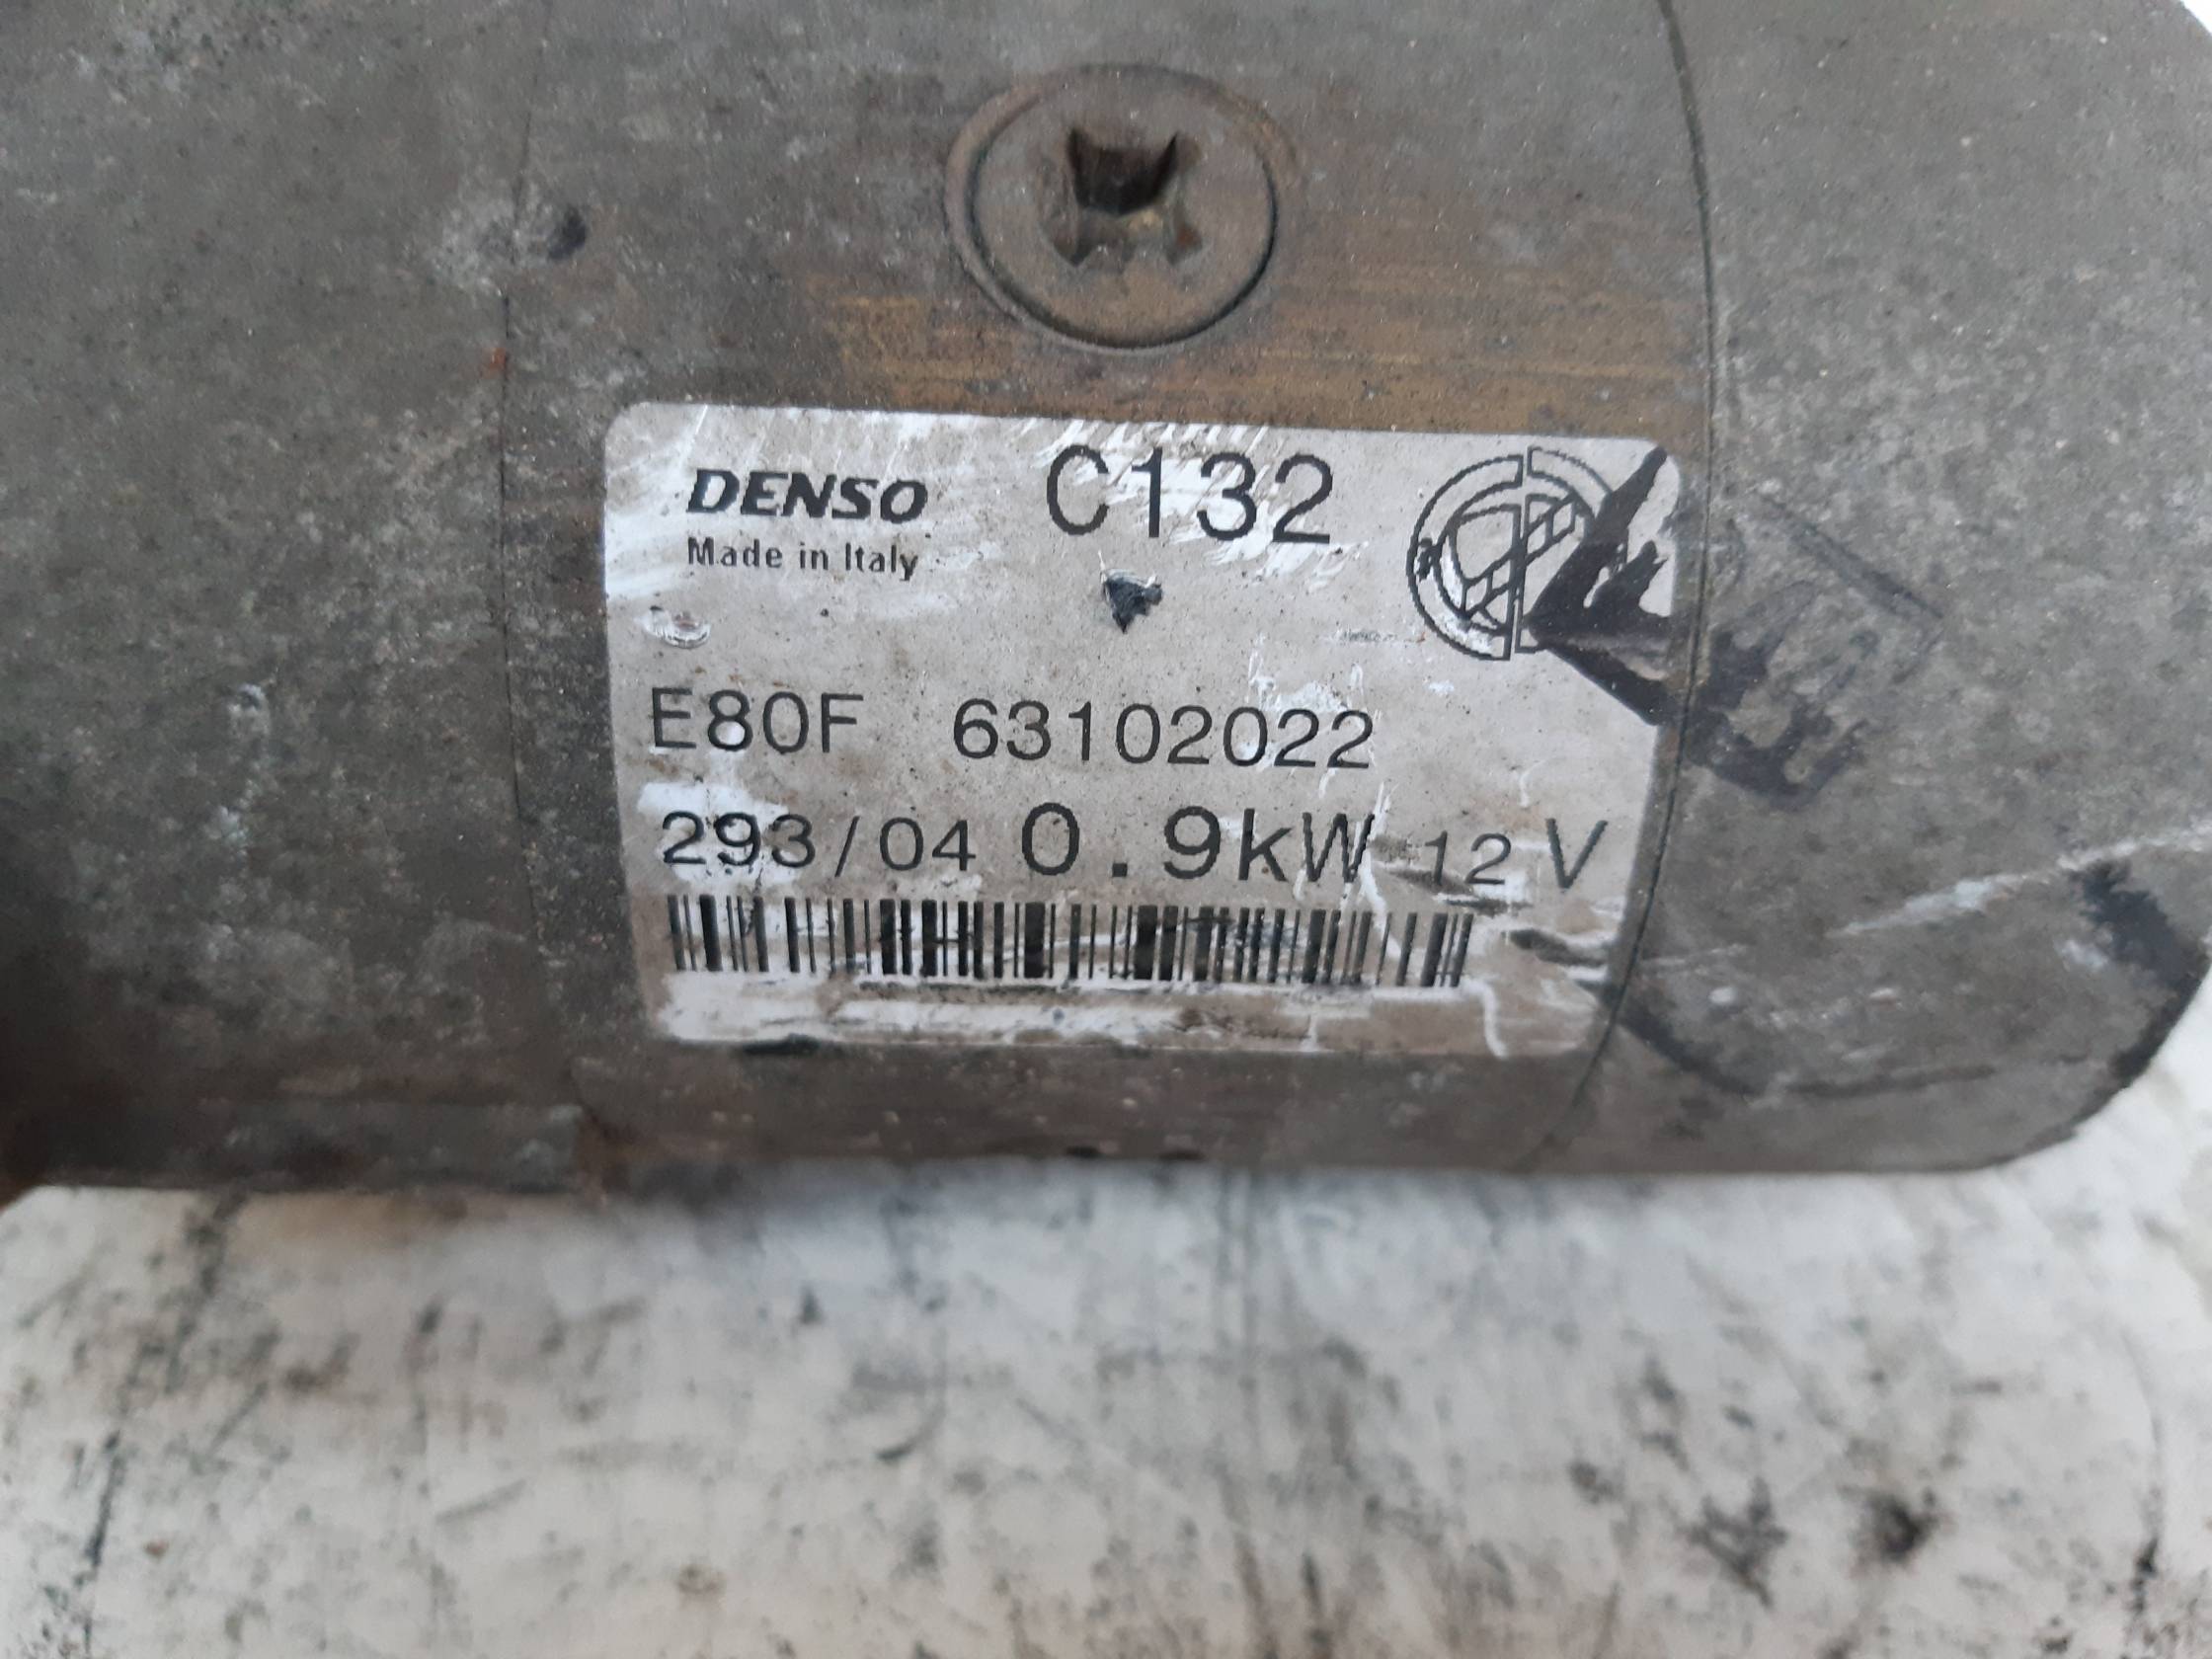 DENSO C132
Made in Italy
E80F 63102022
293/04 0.9kW 12 V